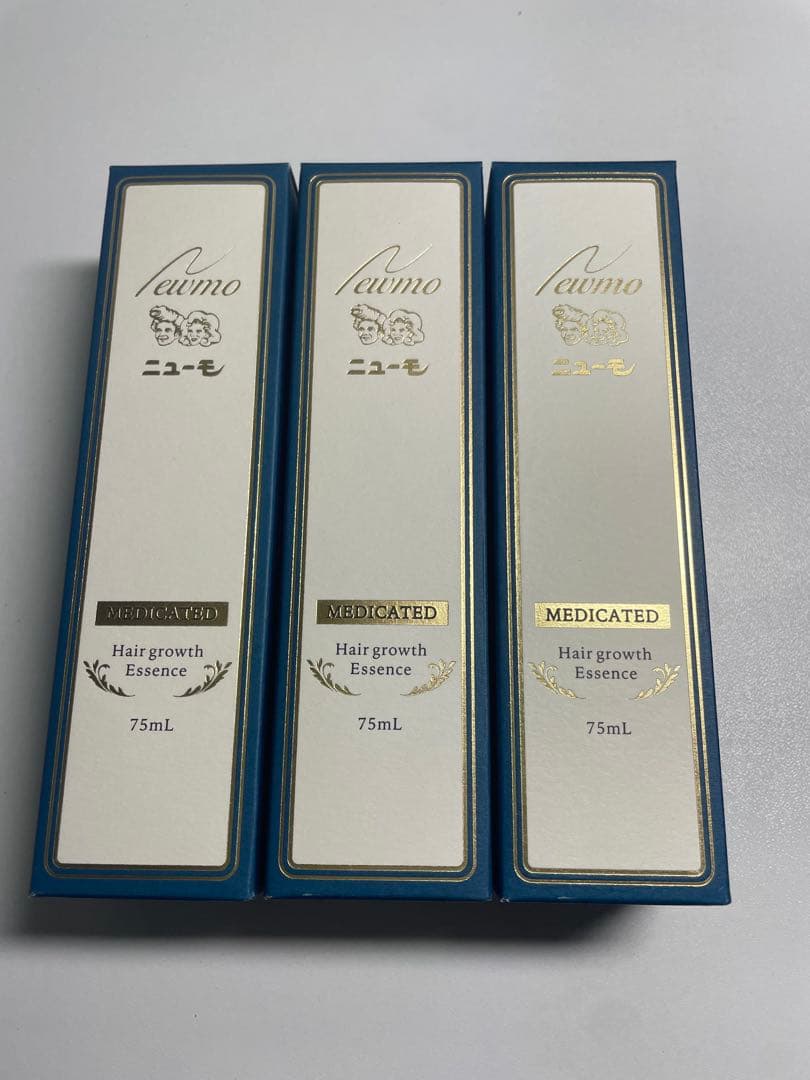 Newmo
ニューモ
MEDICATED
Hair growth
Essence
75mL
Newmo
ニューモ
MEDICATED
Hair growth
Essence
75mL
Newmo
ニューモ
MEDICATED
Hair growth
Essence
75mL